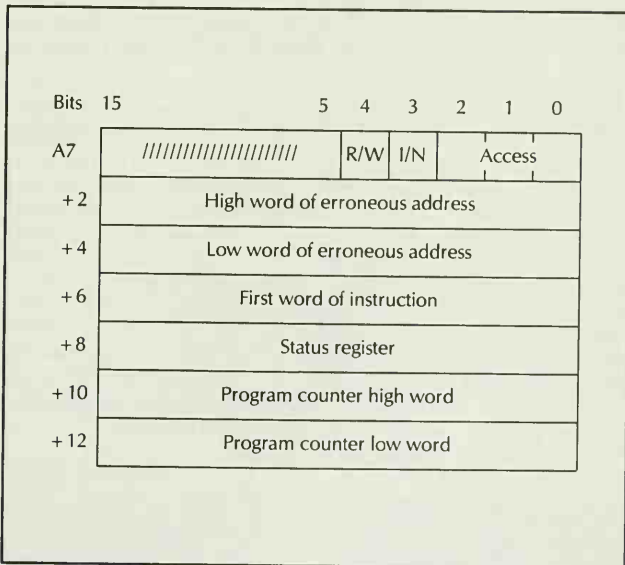 Bits 15 5 4 3 2 1 0
A7 /////////////////////// R/W I/N Access
+2 High word of erroneous address
+4 Low word of erroneous address
+6 First word of instruction
+8 Status register
+10 Program counter high word
+12 Program counter low word